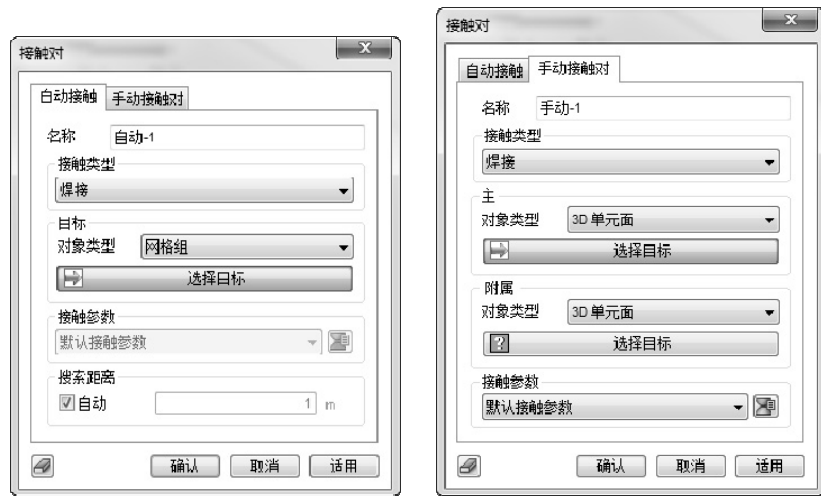 接触对
自动接触 手动接触对
名称 自动-1
接触类型
焊接
目标
对象类型 网格组
选择目标
接触参数
默认接触参数
搜索距离
自动 1 m
确认 取消 适用
接触对
自动接触 手动接触对
名称 手动-1
接触类型
焊接
主
对象类型 3D 单元面
选择目标
附属
对象类型 3D 单元面
? 选择目标
接触参数
默认接触参数
确认 取消 适用